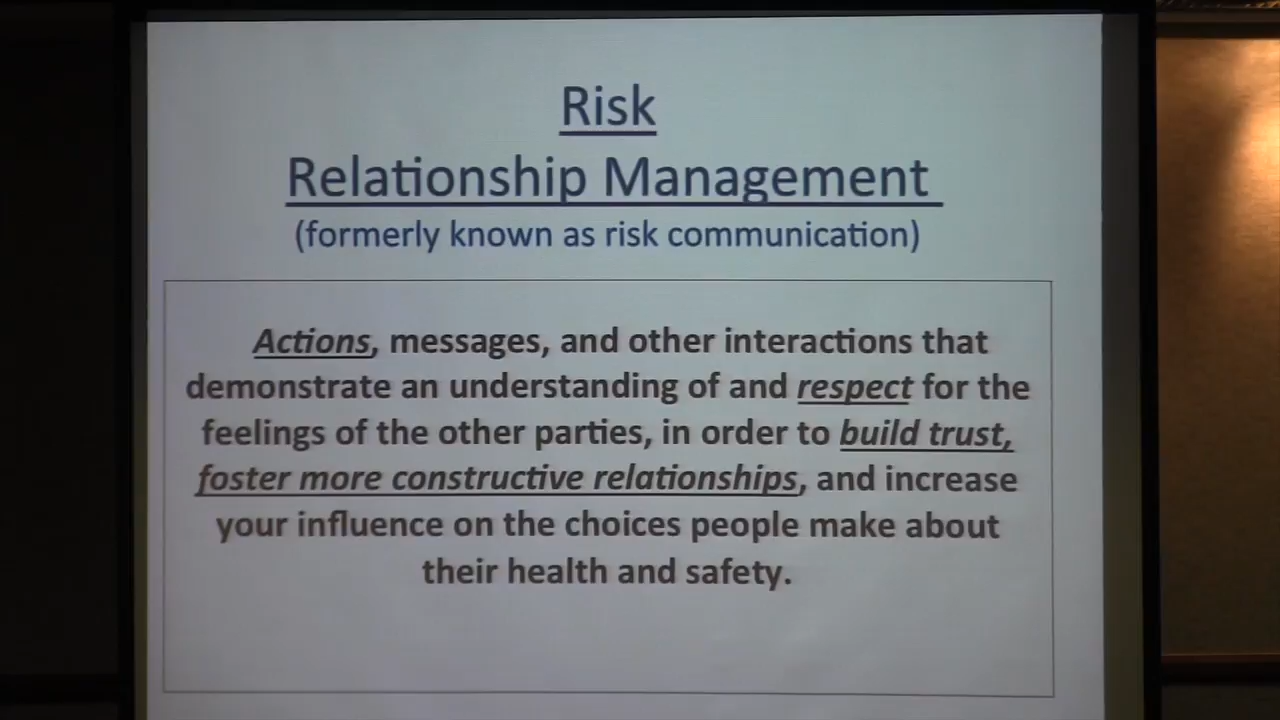 Risk
Relationship Management
(formerly known as risk communication)
Actions, messages, and other interactions that
demonstrate an understanding of and respect for the
feelings of the other parties, in order to build trust,
foster more constructive relationships, and increase
your influence on the choices people make about
their health and safety.